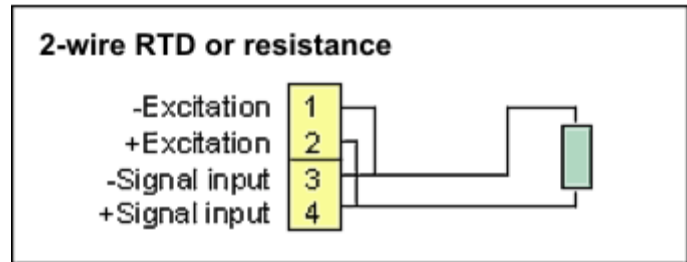 2-wire RTD or resistance
-Excitation 1
+Excitation 2
-Signal input 3
+Signal input 4